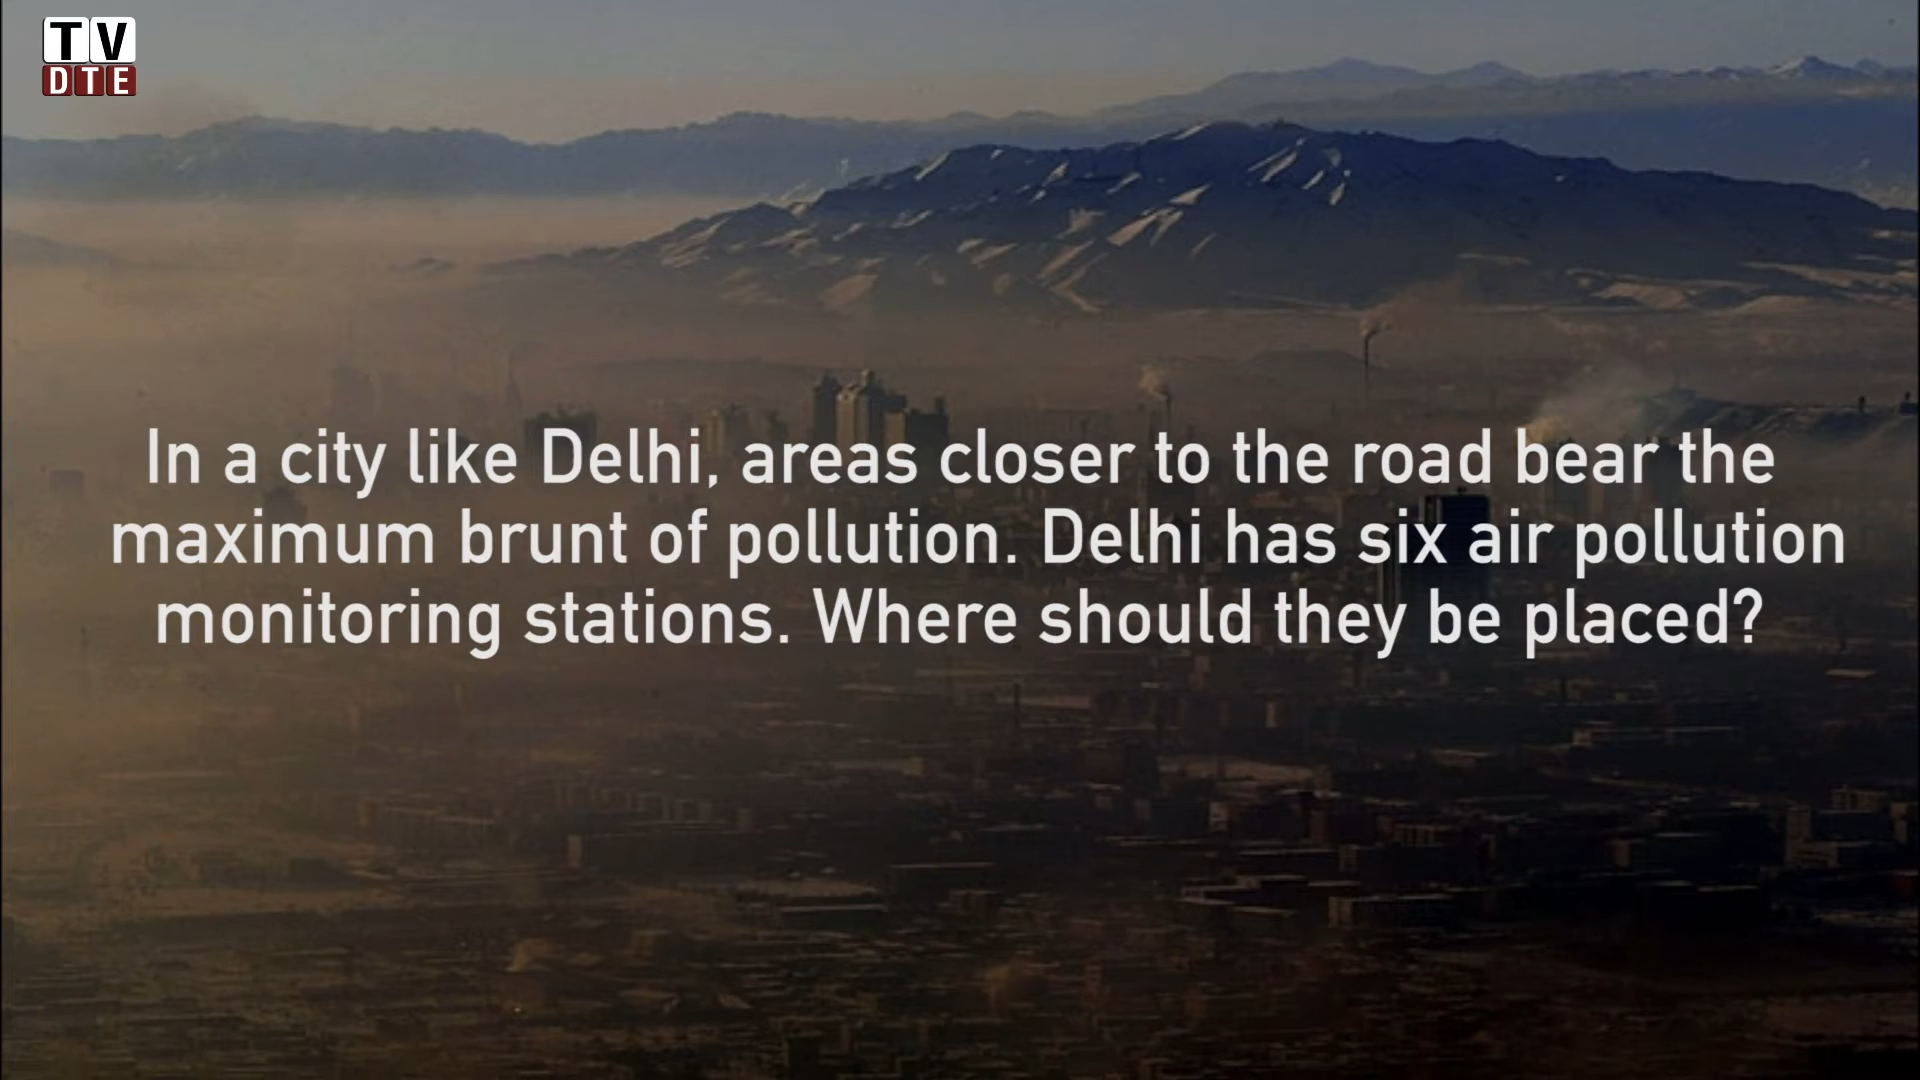 TV
DTE
In a city like Delhi, areas closer to the road bear the
maximum brunt of pollution. Delhi has six air pollution
monitoring stations. Where should they be placed?